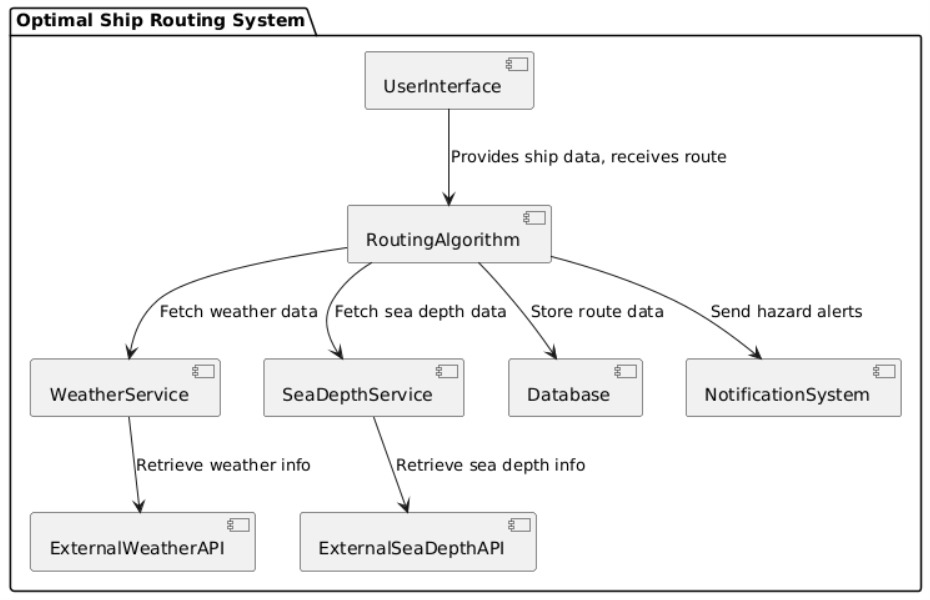 Optimal Ship Routing System
UserInterface
Provides ship data, receives route
RoutingAlgorithm
Fetch weather data
Fetch sea depth data
Store route data
Send hazard alerts
WeatherService
SeaDepthService
Database
NotificationSystem
Retrieve weather info
Retrieve sea depth info
ExternalWeatherAPI
ExternalSeaDepthAPI